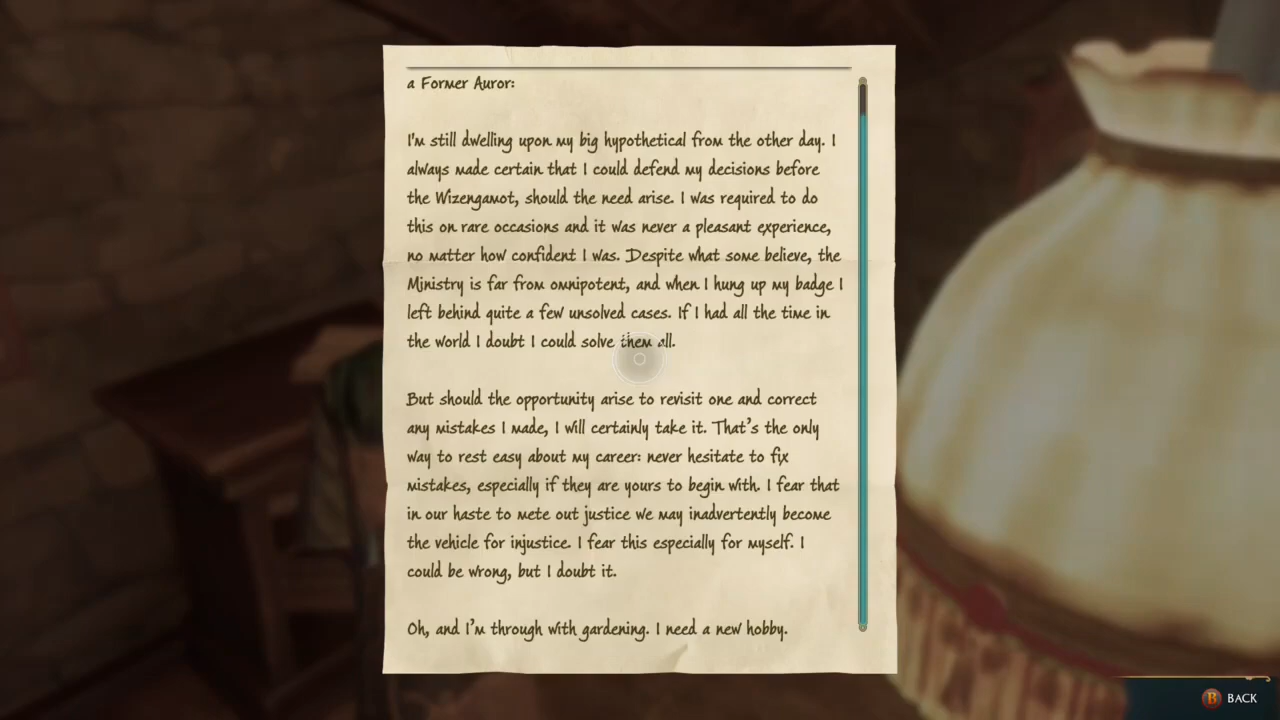 a Former Auror:
I'm still dwelling upon my big hypothetical from the other day. I
always made certain that I could defend my decisions before
the Wizengamot, should the need arise. I was required to do
this on rare occasions and it was never a pleasant experience,
no matter how confident I was. Despite what some believe, the
Ministry is far from omnipotent, and when I hung up my badge I
left behind quite a few unsolved cases. If I had all the time in
the world I doubt I could solve them all.
But should the opportunity arise to revisit one and correct
any mistakes I made, I will certainly take it. That's the only
way to rest easy about my career: never hesitate to fix
mistakes, especially if they are yours to begin with. I fear that
in our haste to mete out justice we may inadvertently become
the vehicle for injustice. I fear this especially for myself. I
could be wrong, but I doubt it.
Oh, and I'm through with gardening. I need a new hobby.
B BACK